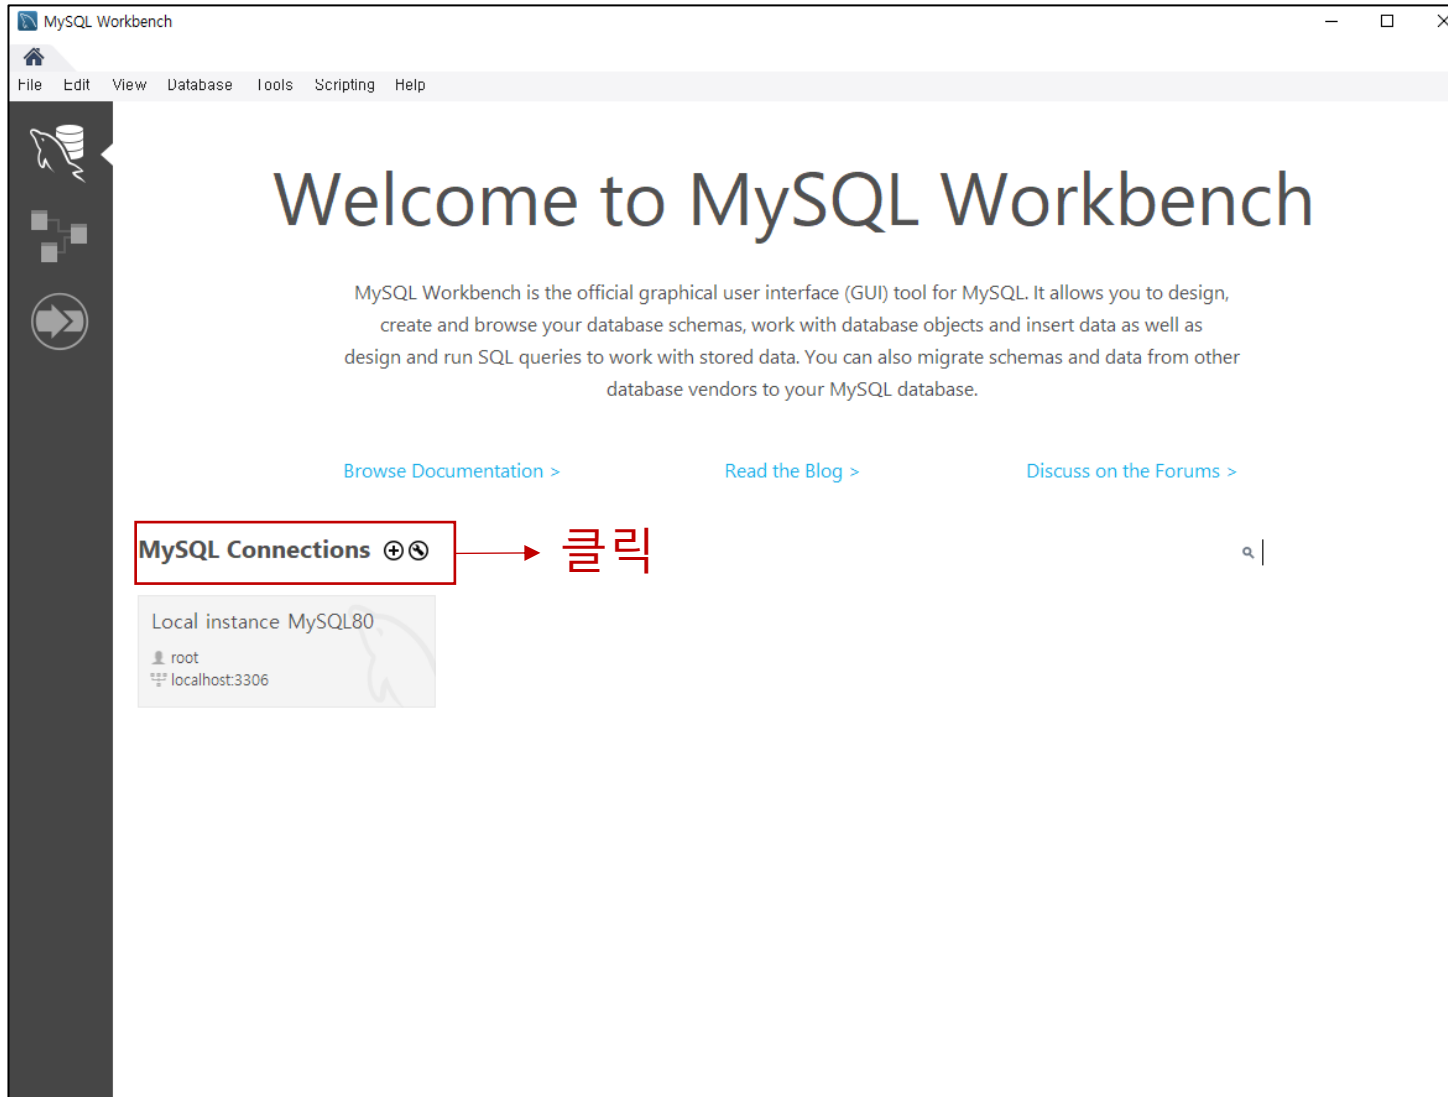 MySQL Workbench
File Edit View Database Tools Scripting Help
Welcome to MySQL Workbench
MySQL Workbench is the official graphical user interface (GUI) tool for MySQL. It allows you to design,
create and browse your database schemas, work with database objects and insert data as well as
design and run SQL queries to work with stored data. You can also migrate schemas and data from other
database vendors to your MySQL database.
Browse Documentation > Read the Blog > Discuss on the Forums >
MySQL Connections 클릭
Local instance MySQL80
root
localhost:3306